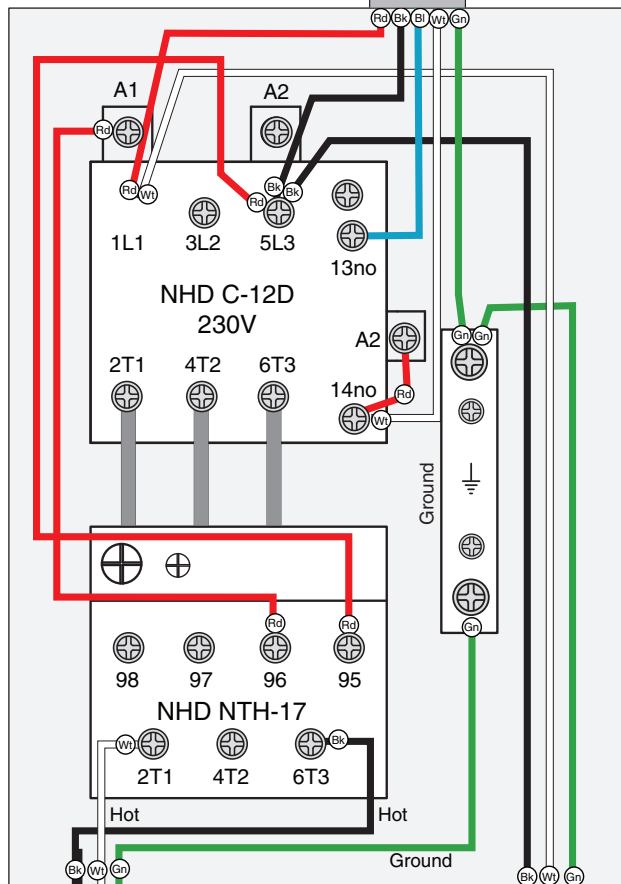 Rd Bk Bl Wt Gn
A1 A2
Rd
Rd Wt Rd Bk Bk
1L1 3L2 5L3
13no
NHD C-12D
230V
A2
Gn Gn
2T1 4T2 6T3
14no
Rd
Wt
Ground
Rd Rd
Gn
98 97 96 95
NHD NTH-17
Wt Bk
2T1 4T2 6T3
Hot Hot
Ground
Bk Wt Gn
Bk Wt Gn